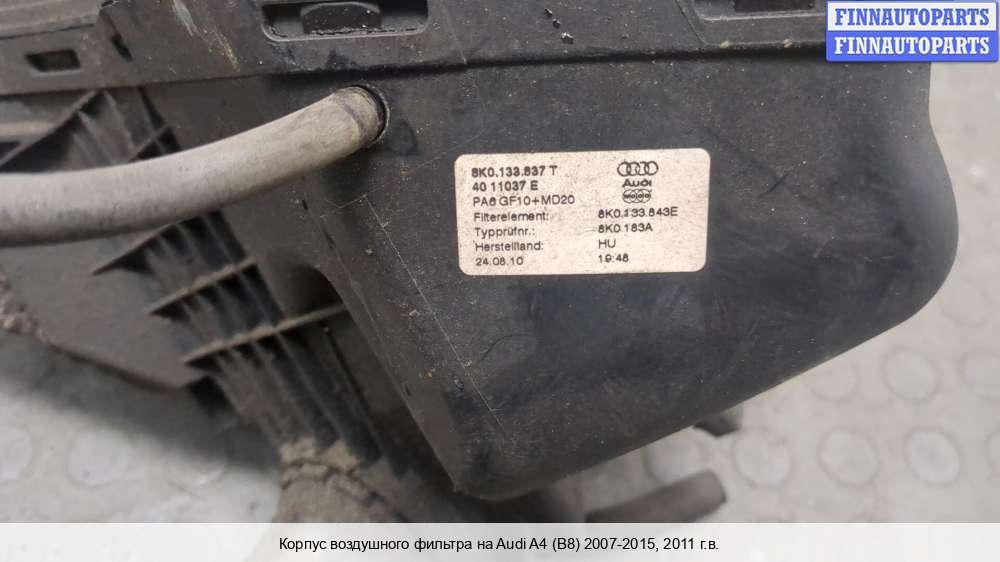 FINNAUTOPARTS
FINNAUTOPARTS
8K0.133.837 T
40 11037 E
Audi
PA6 GF10+MD20
Filterelement: 8K0.133.843E
Typprüfnr.: 8K0.183A
Herstelland: HU
24.08.10 19:48
Корпус воздушного фильтра на Audi A4 (B8) 2007-2015, 2011 г.в.